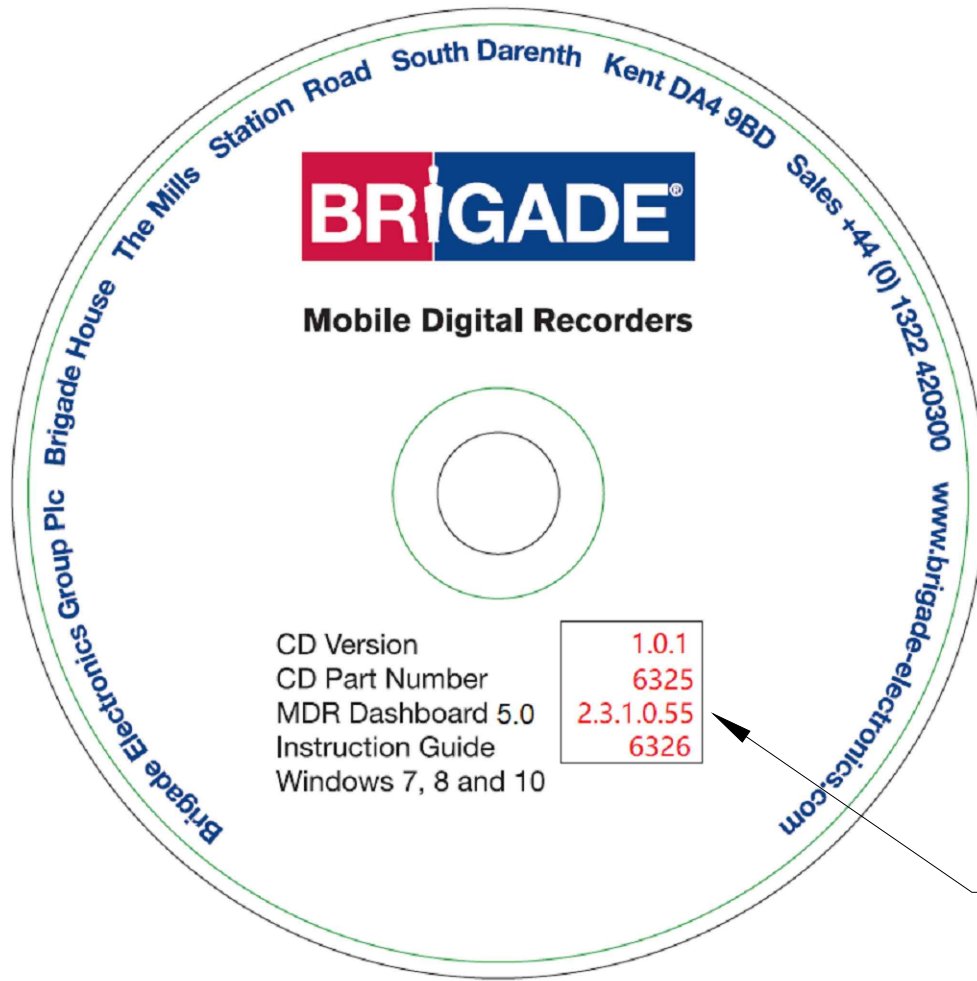 Brigade Electronics Group Plc Brigade House The Mills Station Road South Darenth Kent DA4 9BD Sales +44 (0) 1322 420300 www.brigade-electronics.com
BRIGADE®
Mobile Digital Recorders
CD Version 1.0.1
CD Part Number 6325
MDR Dashboard 5.0 2.3.1.0.55
Instruction Guide 6326
Windows 7, 8 and 10